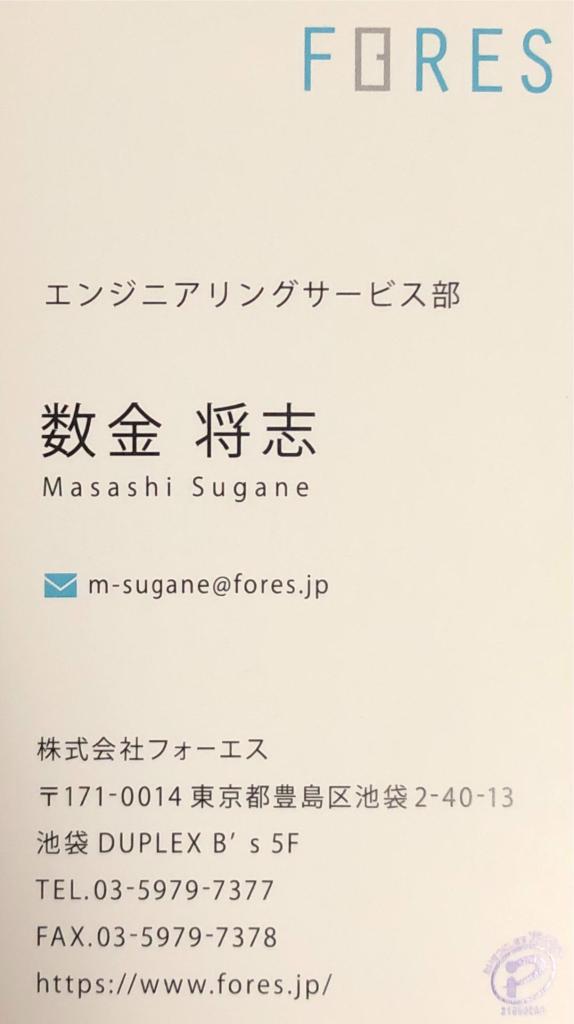 FORES
エンジニアリングサービス部
数金 将志
Masashi Sugane
m-sugane@fores.jp
株式会社フォーエス
〒171-0014 東京都豊島区池袋2-40-13
池袋 DUPLEX B’s 5F
TEL.03-5979-7377
FAX.03-5979-7378
https://www.fores.jp/